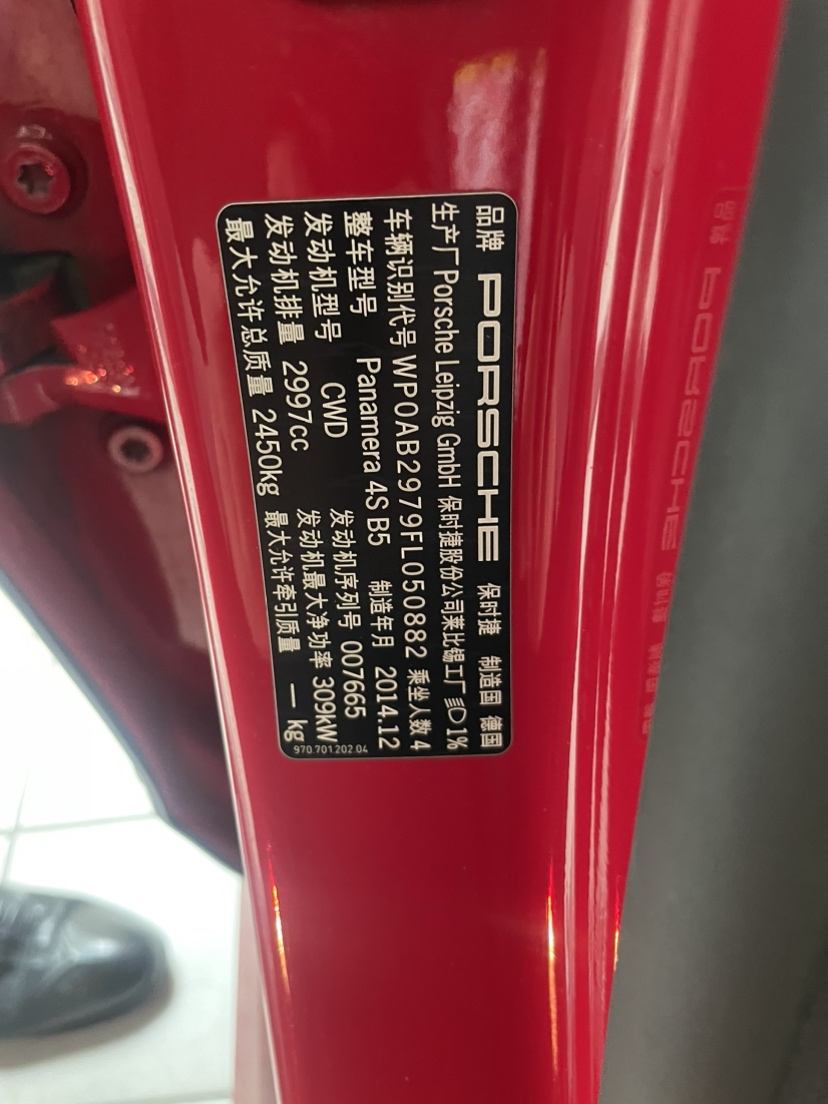 品牌 PORSCHE 保时捷 制造国 德国
生产厂 Porsche Leipzig GmbH 保时捷股份公司莱比锡工厂 1%
车辆识别代号 WP0AB2979FL050882 乘坐人数 4
整车型号 Panamera 4S B5 制造年月 2014.12
发动机型号 CWD 发动机序列号 007665
发动机排量 2997cc 发动机最大净功率 309kW
最大允许总质量 2450kg 最大允许牵引质量 — kg
970.701.202.04